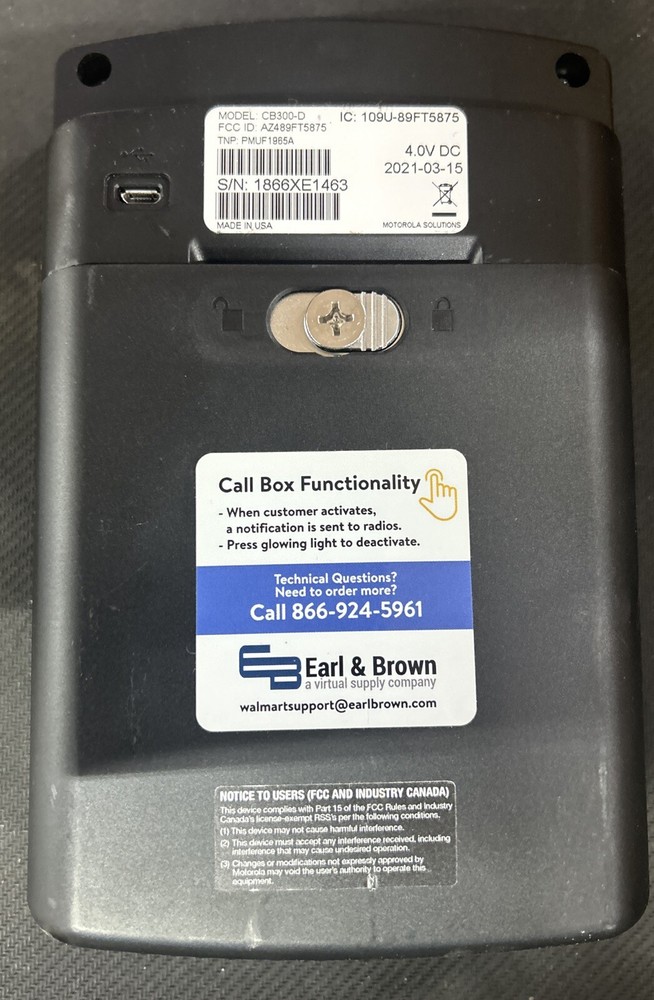 MODEL: CB300-D IC: 109U-89FT5875
FCC ID: AZ489FT5875
TNP: PMUF1965A
4.0V DC
2021-03-15
S/N: 1866XE1463
MADE IN USA MOTOROLA SOLUTIONS
Call Box Functionality
- When customer activates,
a notification is sent to radios.
- Press glowing light to deactivate.
Technical Questions?
Need to order more?
Call 866-924-5961
EB Earl & Brown
a virtual supply company
walmartsupport@earlbrown.com
NOTICE TO USERS (FCC AND INDUSTRY CANADA)
This device complies with Part 15 of the FCC Rules and Industry
Canada's license-exempt RSS's per the following conditions.
(1) This device may not cause harmful interference.
(2) This device must accept any interference received, including
interference that may cause undesired operation.
(3) Changes or modifications not expressly approved by
Motorola may void the user's authority to operate this
equipment.